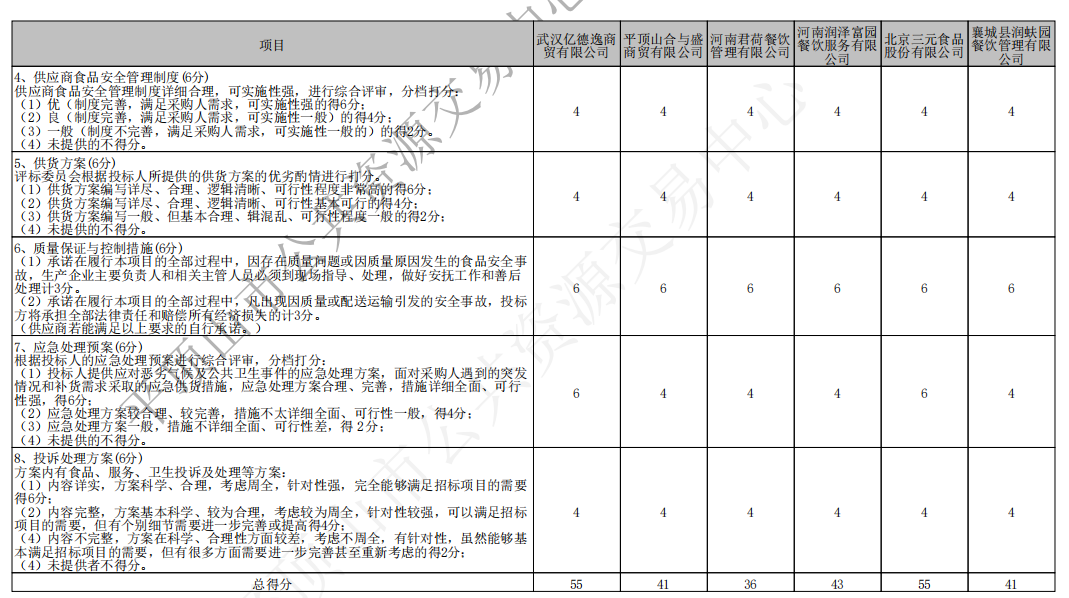 项目
武汉亿德逸商
贸有限公司
平顶山合与盛
商贸有限公司
河南君荷餐饮
管理有限公司
河南润泽富园
餐饮服务有限
公司
北京三元食品
股份有限公司
襄城县润蚨园
餐饮管理有限
公司
4、供应商食品安全管理制度(6分)
供应商食品安全管理制度详细合理，可实施性强，进行综合评审，分档打分：
（1）优（制度完善，满足采购人需求，可实施性强的得6分；
（2）良（制度完善，满足采购人需求，可实施性一般）的得4分；
（3）一般（制度不完善，满足采购人需求，可实施性一般的）的得2分。
（4）未提供的不得分。
4 4 4 4 4 4
5、供货方案(6分)
评标委员会根据投标人所提供的供货方案的优劣酌情进行打分。
（1）供货方案编写详尽、合理、逻辑清晰、可行性程度非常高的得6分；
（2）供货方案编写详尽、合理、逻辑清晰、可行性基本可行的得4分；
（3）供货方案编写一般、但基本合理、辑混乱、可行性程度一般的得2分；
（4）未提供的不得分。
4 4 4 4 4 4
6、质量保证与控制措施(6分)
（1）承诺在履行本项目的全部过程中，因存在质量问题或因质量原因发生的食品安全事
故，生产企业主要负责人和相关主管人员必须到现场指导、处理，做好安抚工作和善后
处理计3分。
（2）承诺在履行本项目的全部过程中，凡出现因质量或配送运输引发的安全事故，投标
方将承担全部法律责任和赔偿所有经济损失的计3分。
（供应商若能满足以上要求的自行承诺。）
6 6 6 6 6 6
7、应急处理预案(6分)
根据投标人的应急处理预案进行综合评审，分档打分：
（1）投标人提供应对恶劣气候及公共卫生事件的应急处理方案，面对采购人遇到的突发
情况和补货需求采取的应急供货措施，应急处理方案合理、完善，措施详细全面、可行
性强，得6分；
（2）应急处理方案较合理、较完善，措施不太详细全面、可行性一般，得4分；
（3）应急处理方案一般，措施不详细全面、可行性差，得 2分；
（4）未提供的不得分。
6 4 4 4 6 4
8、投诉处理方案(6分)
方案内有食品、服务、卫生投诉及处理等方案：
（1）内容详实，方案科学、合理，考虑周全，针对性强，完全能够满足招标项目的需要
得6分；
（2）内容完整，方案基本科学、较为合理，考虑较为周全，针对性较强，可以满足招标
项目的需要，但有个别细节需要进一步完善或提高得4分；
（4）内容不完整，方案在科学、合理性方面较差，考虑不周全，有针对性，虽然能够基
本满足招标项目的需要，但有很多方面需要进一步完善甚至重新考虑的得2分；
（4）未提供者不得分。
4 4 4 4 4 4
总得分 55 41 36 43 55 41
平顶山市公共资源交易中心
平顶山市公共资源交易中心